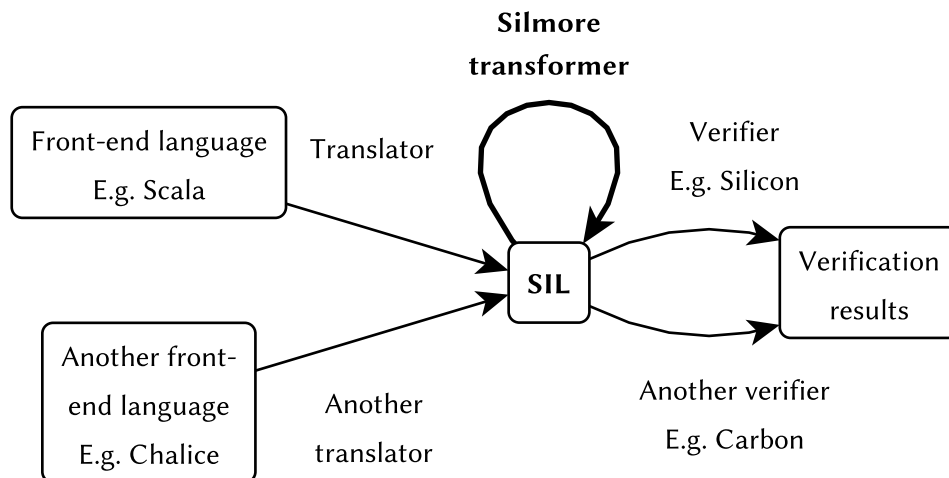 Silmore
transformer
Front-end language
E.g. Scala
Translator
Verifier
E.g. Silicon
SIL
Verification
results
Another front-
end language
E.g. Chalice
Another
translator
Another verifier
E.g. Carbon